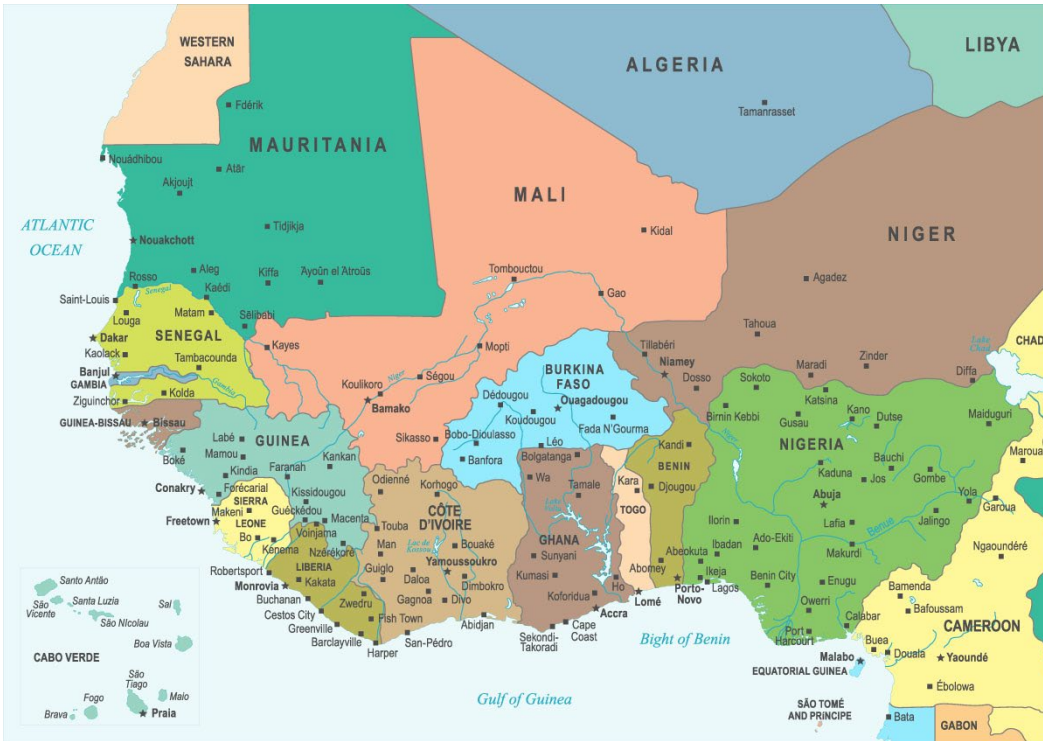 WESTERN
SAHARA
ALGERIA
LIBYA
Tamanrasset
Fdérik
MAURITANIA
Nouâdhibou
Atâr
Akjoujt
MALI
ATLANTIC
OCEAN
Nouakchott
Tidjikja
Kidal
NIGER
Rosso
Aleg
Kiffa
'Ayoûn el 'Atroûs
Tombouctou
Gao
Agadez
Saint-Louis
Senegal
Kaédi
Louga
Matam
Sélibabi
Dakar
SENEGAL
Kayes
Mopti
Tahoua
Kaolack
Tambacounda
Tillabéri
Niamey
Zinder
Lake
Chad
CHAD
Banjul
GAMBIA
Gambia
Koulikoro
Niger
Ségou
BURKINA
FASO
Dosso
Maradi
Diffa
Ziguinchor
Kolda
Bamako
Dédougou
Ouagadougou
Sokoto
Katsina
GUINEA-BISSAU
Bissau
Koudougou
Fada N'Gourma
Birnin Kebbi
Gusau
Kano
Dutse
Maiduguri
Labé
GUINEA
Sikasso
Bobo-Dioulasso
Léo
Niger
NIGERIA
Boké
Mamou
Kankan
Banfora
Bolgatanga
Kandi
Maroua
Kindia
Faranah
Wa
BENIN
Kaduna
Bauchi
Gombe
Conakry
Forécariah
Kissidougou
Odienné
Korhogo
Tamale
Kara
Djougou
Jos
Yola
SIERRA
LEONE
Makeni
Guéckédou
Macenta
CÔTE
D'IVOIRE
TOGO
Abuja
Garoua
Freetown
Bo
Kenema
Voinjama
Touba
Lac de
Kossou
Bouaké
GHANA
Lake
Volta
Ilorin
Lafia
Benue
Jalingo
Nzérékoré
Man
Yamoussoukro
Sunyani
Abeokuta
Ibadan
Ado-Ekiti
Makurdi
Ngaoundéré
Robertsport
LIBERIA
Guiglo
Daloa
Dimbokro
Kumasi
Abomey
Ikeja
Monrovia
Kakata
Gagnoa
Divo
Koforidua
Ho
Lomé
Porto-
Novo
Lagos
Benin City
Enugu
Bamenda
Buchanan
Zwedru
Abidjan
Accra
Owerri
Calabar
Bafoussam
Cestos City
Fish Town
Cape
Coast
Greenville
San-Pédro
Sekondi-
Takoradi
Bight of Benin
Port
Harcourt
Buea
CAMEROON
Barclayville
Harper
Malabo
Douala
Yaoundé
EQUATORIAL GUINEA
Ébolowa
Gulf of Guinea
SÃO TOMÉ
AND PRÍNCIPE
Bata
GABON
Santo Antão
São
Vicente
Santa Luzia
São Nicolau
Sal
Boa Vista
CABO VERDE
São
Tiago
Maio
Fogo
Brava
Praia